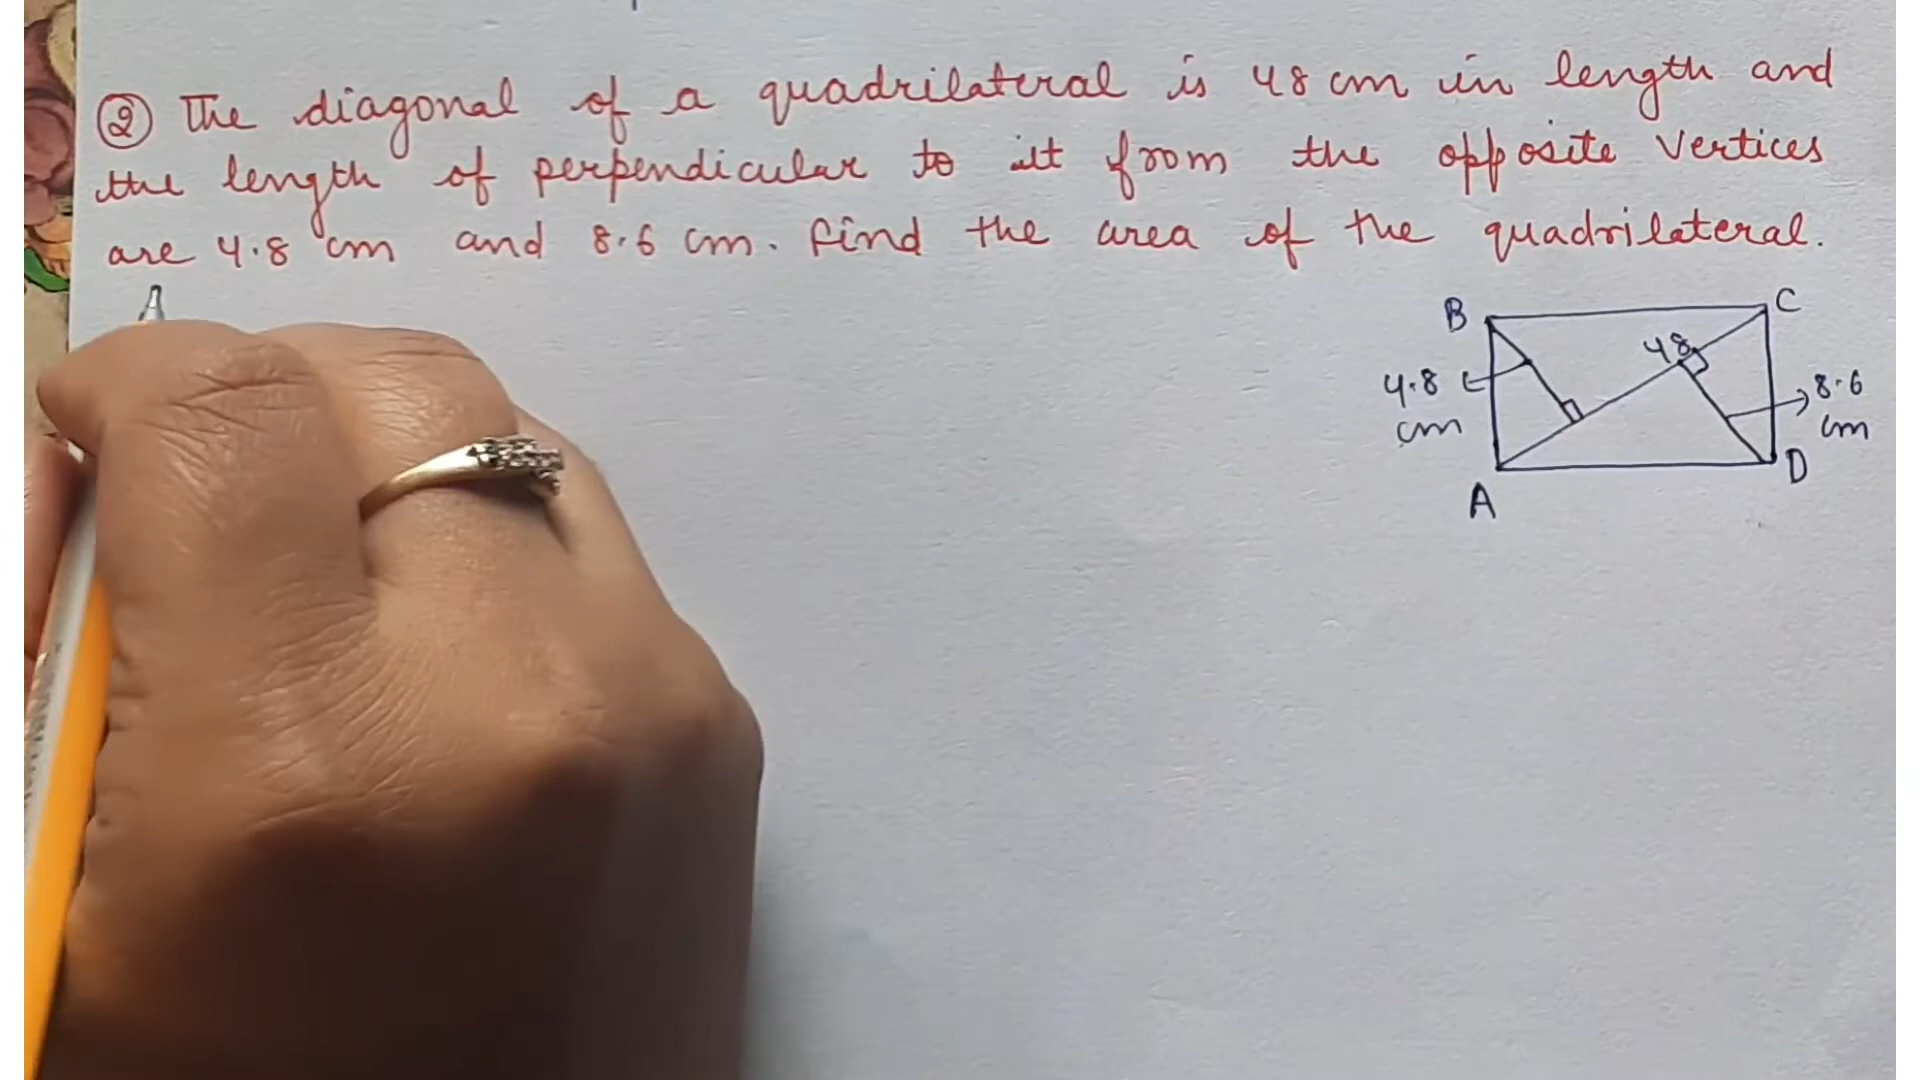 ② The diagonal of a quadrilateral is 48 cm in length and
the length of perpendicular to it from the opposite vertices
are 4.8 cm and 8.6 cm. find the area of the quadrilateral.
B
C
48
4.8
cm
8.6
cm
A
D